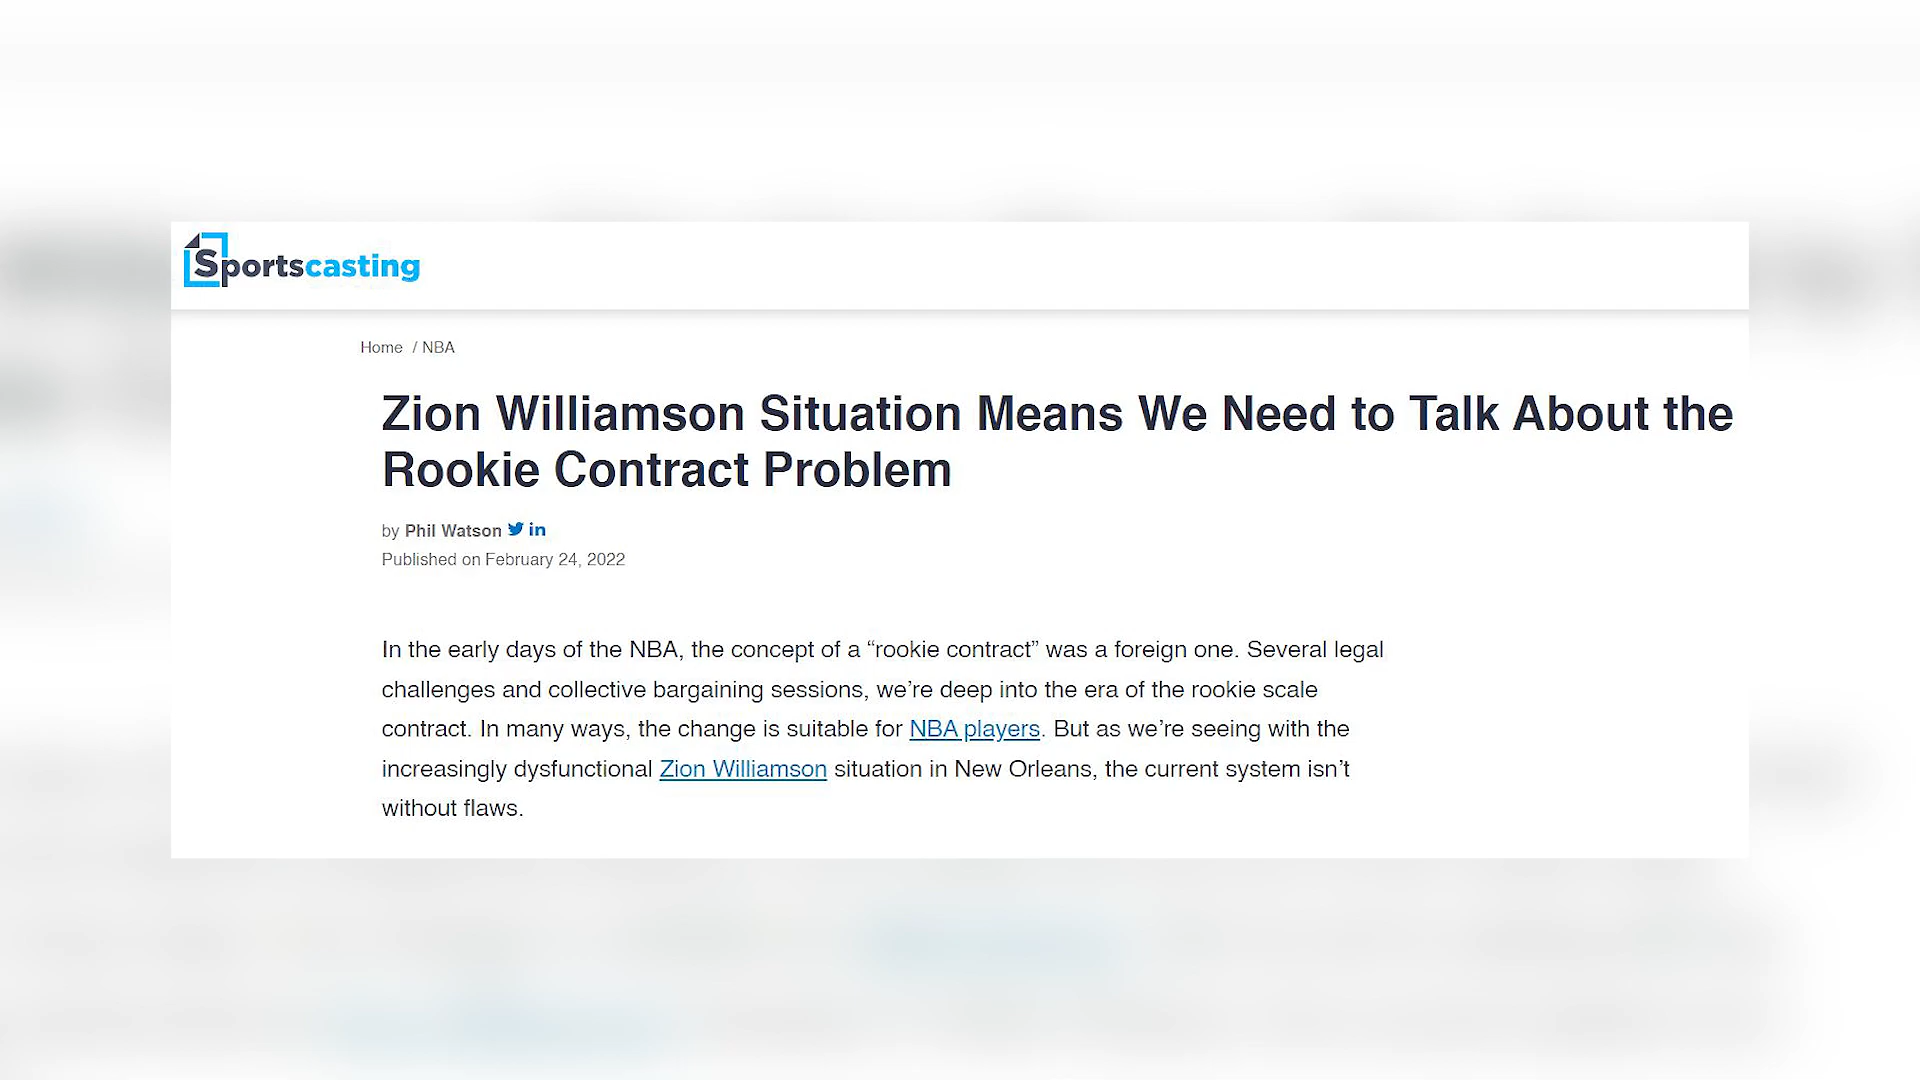 Sportscasting
Home / NBA
Zion Williamson Situation Means We Need to Talk About the
Rookie Contract Problem
by Phil Watson
Published on February 24, 2022
In the early days of the NBA, the concept of a “rookie contract” was a foreign one. Several legal
challenges and collective bargaining sessions, we’re deep into the era of the rookie scale
contract. In many ways, the change is suitable for NBA players. But as we’re seeing with the
increasingly dysfunctional Zion Williamson situation in New Orleans, the current system isn’t
without flaws.